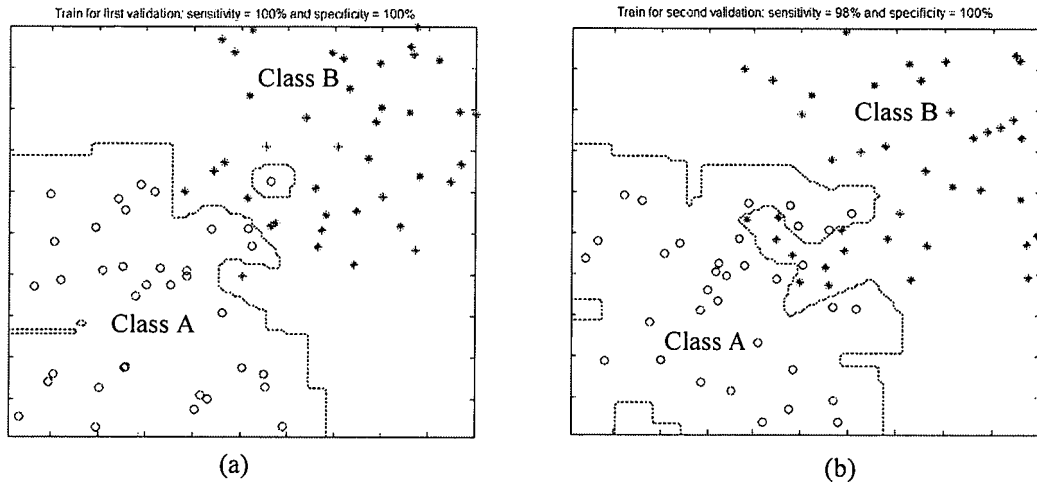 Train for first validation: sensitivity = 100% and specificity = 100%
Class B
Class A
(a)
Train for second validation: sensitivity = 98% and specificity = 100%
Class B
Class A
(b)